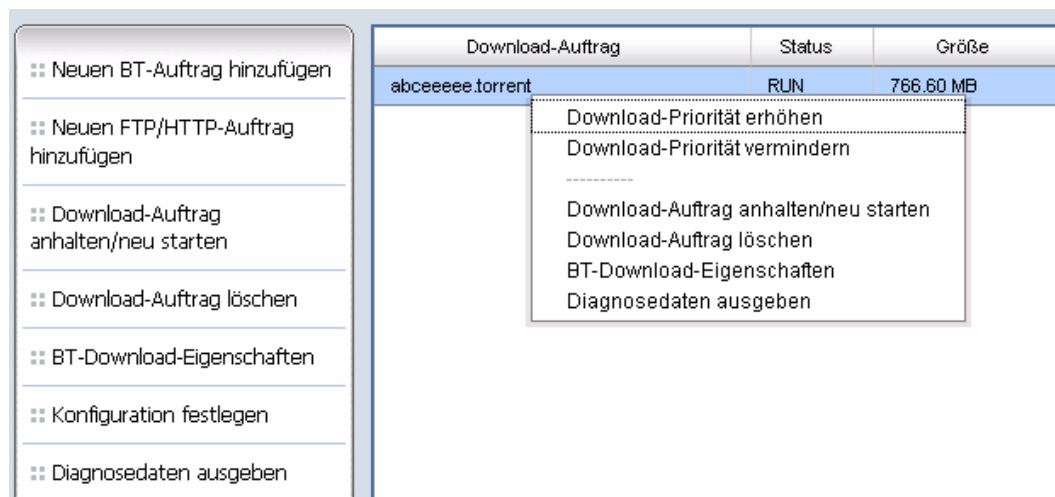 Neuen BT-Auftrag hinzufügen
Neuen FTP/HTTP-Auftrag
hinzufügen
Download-Auftrag
anhalten/neu starten
Download-Auftrag löschen
BT-Download-Eigenschaften
Konfiguration festlegen
Diagnosedaten ausgeben
Download-Auftrag Status Größe
abceeeee.torrent RUN 766.60 MB
Download-Priorität erhöhen
Download-Priorität vermindern
----------
Download-Auftrag anhalten/neu starten
Download-Auftrag löschen
BT-Download-Eigenschaften
Diagnosedaten ausgeben